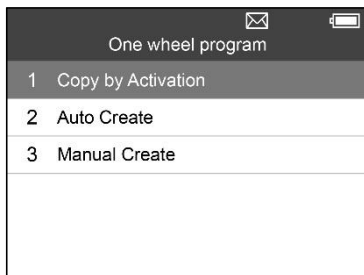 One wheel program
1 Copy by Activation
2 Auto Create
3 Manual Create